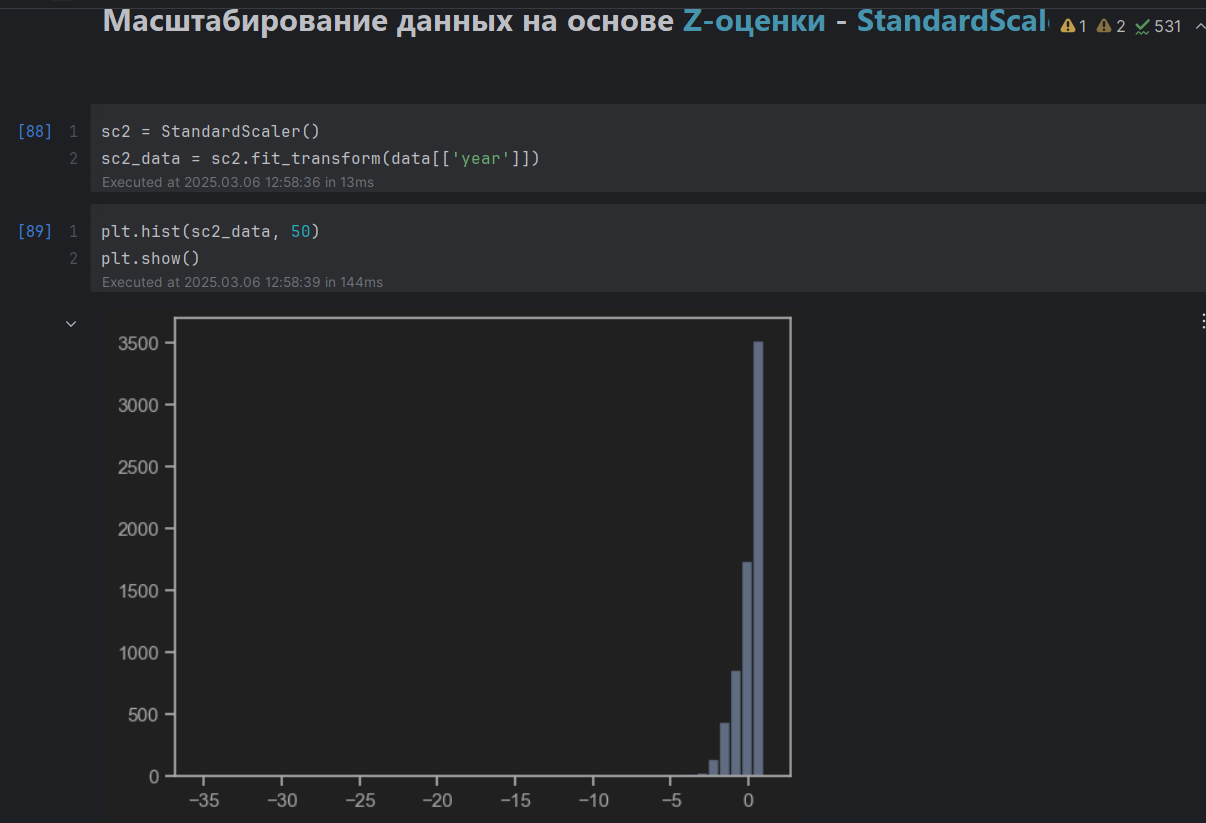 Масштабирование данных на основе Z-оценки - StandardScal 1 2 531
[88] 1 sc2 = StandardScaler()
2 sc2_data = sc2.fit_transform(data[['year']])
Executed at 2025.03.06 12:58:36 in 13ms
[89] 1 plt.hist(sc2_data, 50)
2 plt.show()
Executed at 2025.03.06 12:58:39 in 144ms
3500
3000
2500
2000
1500
1000
500
0
−35 −30 −25 −20 −15 −10 −5 0